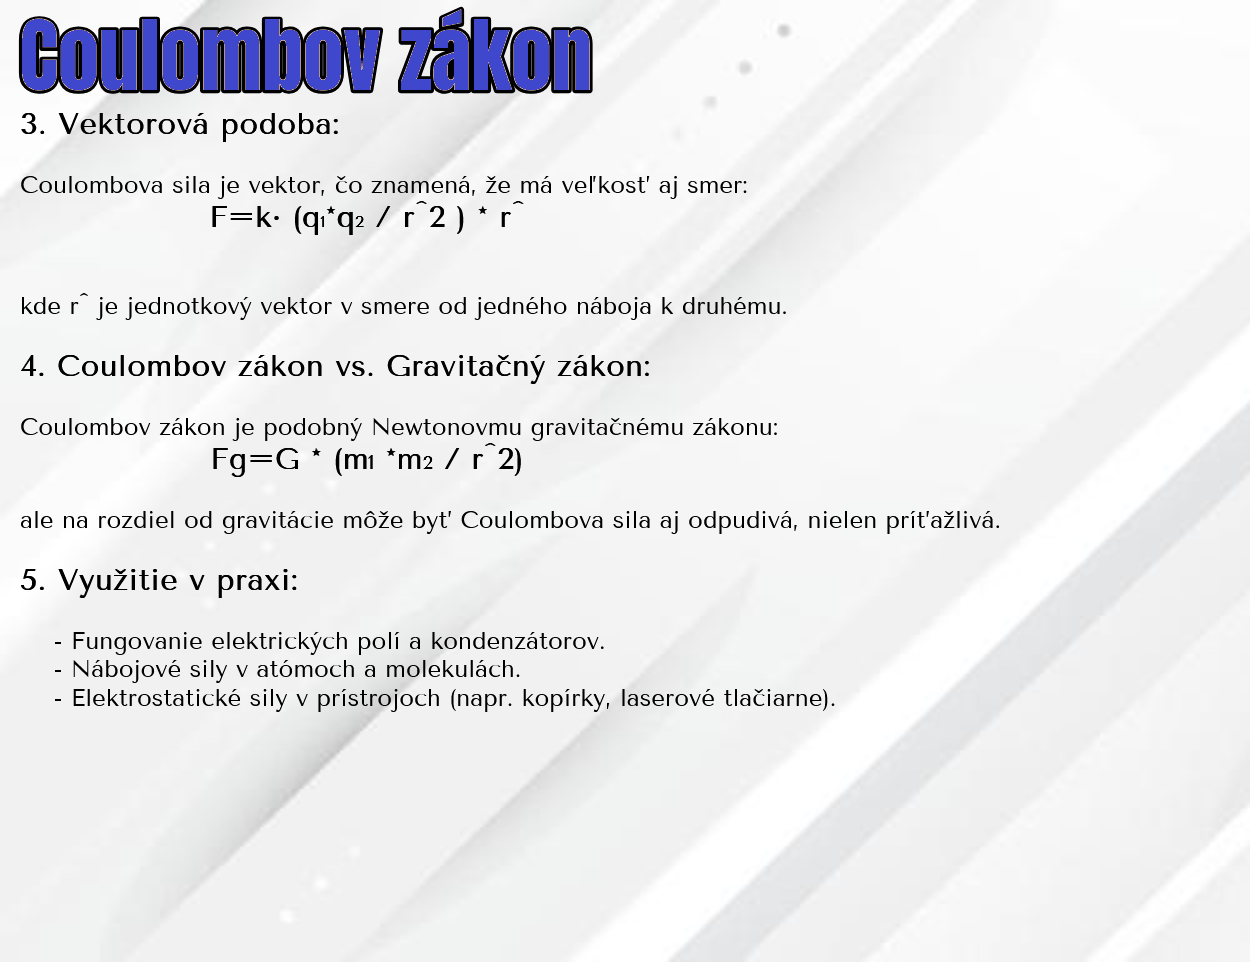 Coulombov zákon
3. Vektorová podoba:
Coulombova sila je vektor, čo znamená, že má veľkosť aj smer:
F=k· (q₁*q₂ / r^2 ) * r^
kde r^ je jednotkový vektor v smere od jedného náboja k druhému.
4. Coulombov zákon vs. Gravitačný zákon:
Coulombov zákon je podobný Newtonovmu gravitačnému zákonu:
Fg=G * (m₁ *m₂ / r^2)
ale na rozdiel od gravitácie môže byť Coulombova sila aj odpudivá, nielen príťažlivá.
5. Využitie v praxi:
- Fungovanie elektrických polí a kondenzátorov.
- Nábojové sily v atómoch a molekulách.
- Elektrostatické sily v prístrojoch (napr. kopírky, laserové tlačiarne).